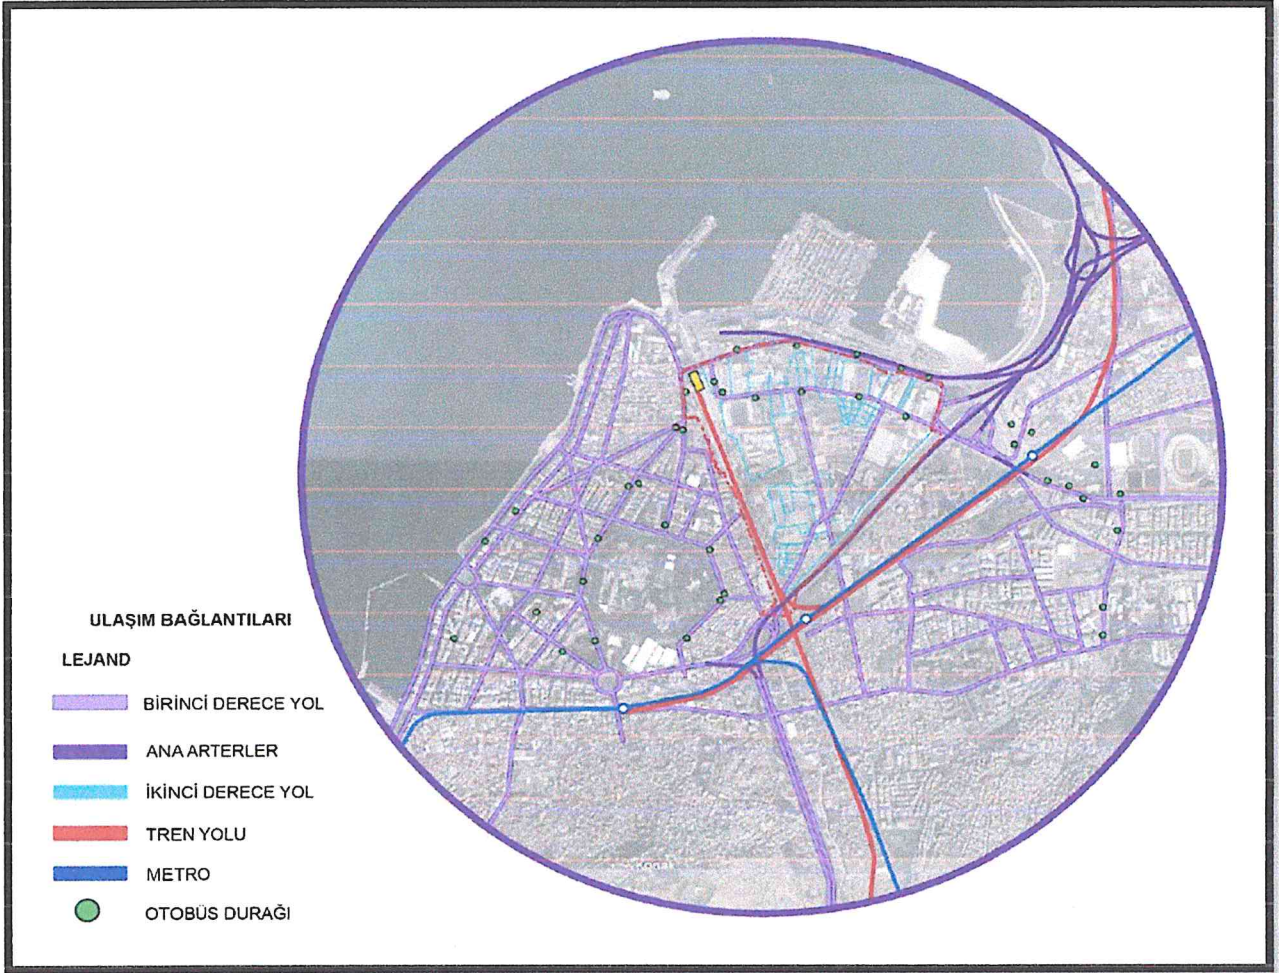 ULAŞIM BAĞLANTILARI
LEJAND
BİRİNCİ DERECE YOL
ANA ARTERLER
İKİNCİ DERECE YOL
TREN YOLU
METRO
OTOBÜS DURAĞI